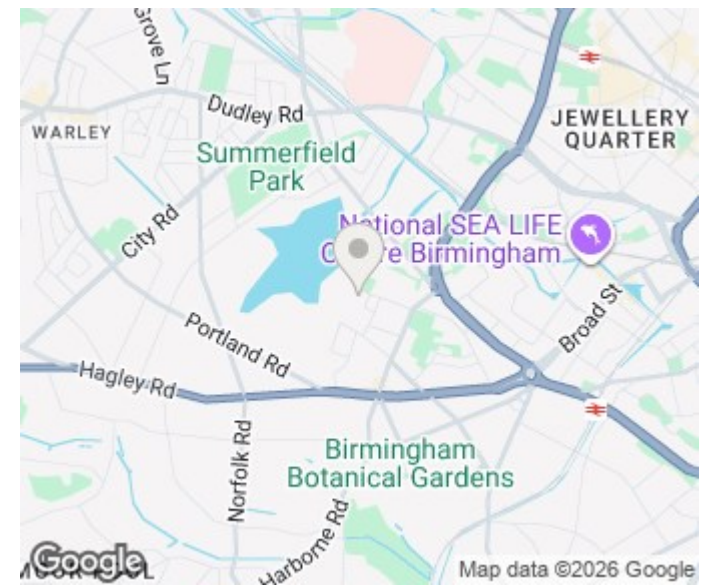 Grove Ln
Dudley Rd
JEWELLERY
QUARTER
WARLEY
Summerfield
Park
City Rd
National SEA LIFE
Centre Birmingham
Broad St
Portland Rd
Hagley Rd
Norfolk Rd
Birmingham
Botanical Gardens
Harborne Rd
Google
Map data ©2026 Google